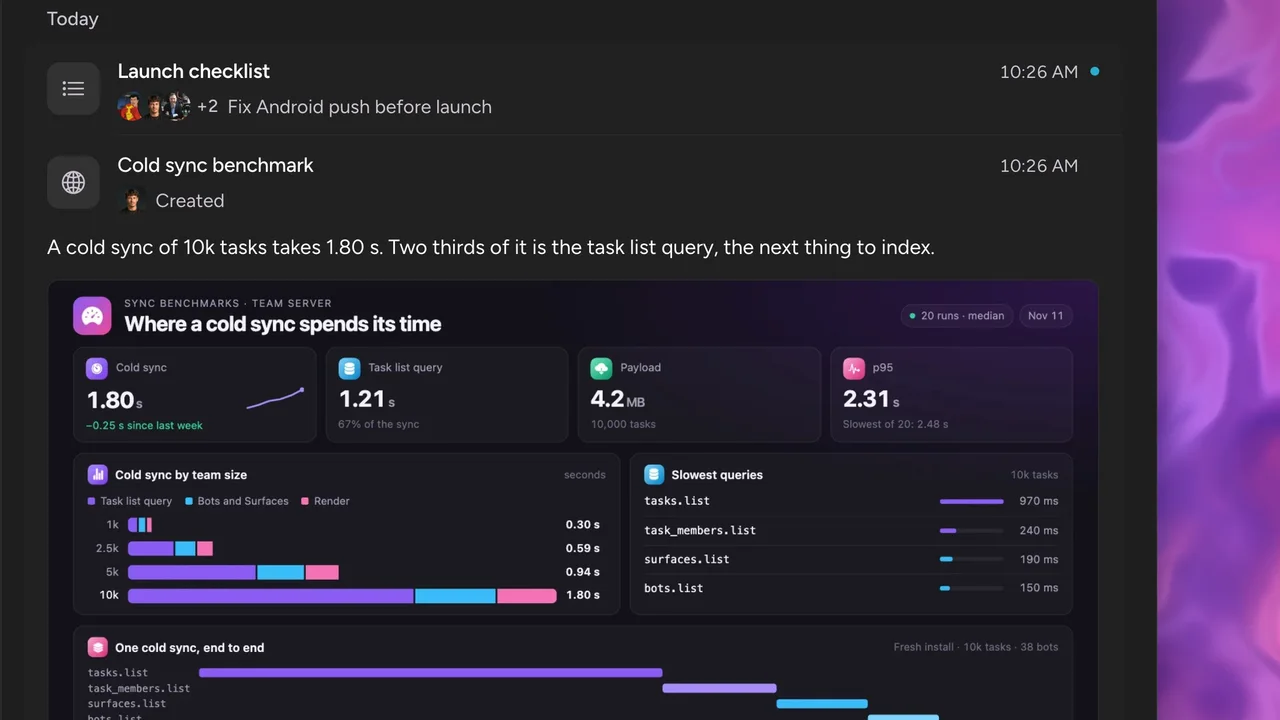 Today
Launch checklist
10:26 AM
+2 Fix Android push before launch
Cold sync benchmark
10:26 AM
Created
A cold sync of 10k tasks takes 1.80 s. Two thirds of it is the task list query, the next thing to index.
SYNC BENCHMARKS · TEAM SERVER
Where a cold sync spends its time
20 runs · median
Nov 11
Cold sync
1.80 s
−0.25 s since last week
Task list query
1.21 s
67% of the sync
Payload
4.2 MB
10,000 tasks
p95
2.31 s
Slowest of 20: 2.48 s
Cold sync by team size
seconds
Task list query
Bots and Surfaces
Render
1k 0.30 s
2.5k 0.59 s
5k 0.94 s
10k 1.80 s
Slowest queries
10k tasks
tasks.list 970 ms
task_members.list 240 ms
surfaces.list 190 ms
bots.list 150 ms
One cold sync, end to end
Fresh install · 10k tasks · 38 bots
tasks.list
task_members.list
surfaces.list
bots.list